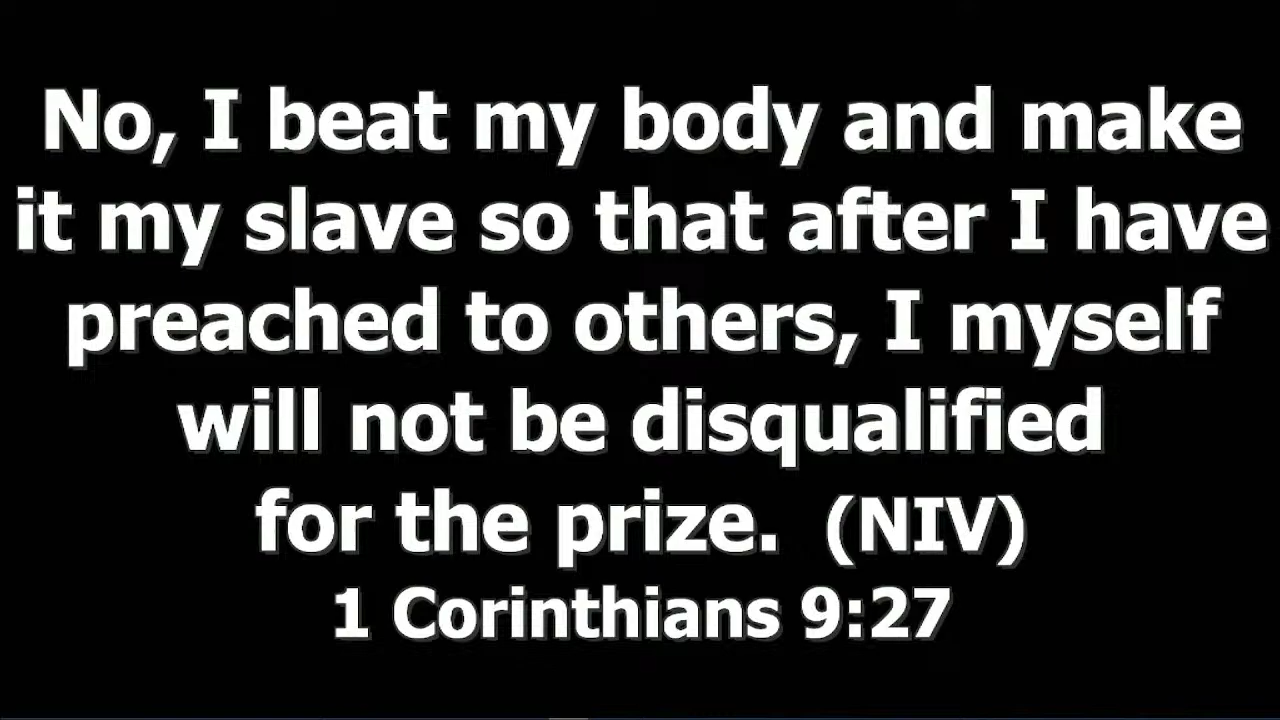 No, I beat my body and make
it my slave so that after I have
preached to others, I myself
will not be disqualified
for the prize. (NIV)
1 Corinthians 9:27